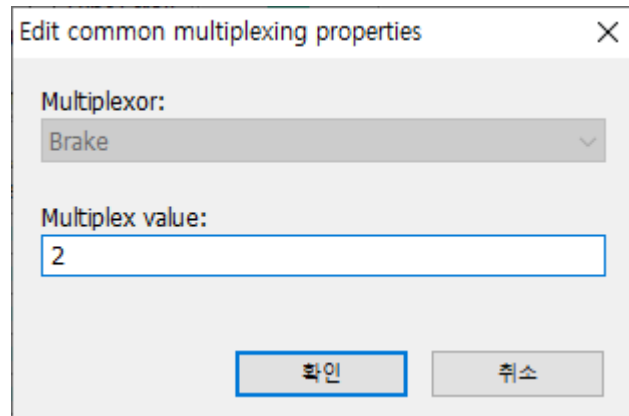 Edit common multiplexing properties
Multiplexor:
Brake
Multiplex value:
2
확인
취소